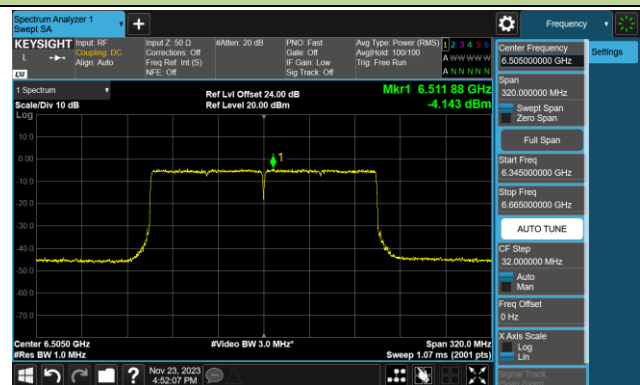 Spectrum Analyzer 1
Swept SA
+
Frequency
KEYSIGHT
L
LXI
Input: RF
Coupling: DC
Align: Auto
Input Z: 50 Ω
Corrections: Off
Freq Ref: Int (S)
NFE: Off
#Atten: 20 dB
PNO: Fast
Gate: Off
IF Gain: Low
Sig Track: Off
Avg Type: Power (RMS)
Avg|Hold: 100/100
Trig: Free Run
1 2 3 4 5 6
A W W W W W
A N N N N N
1 Spectrum
Scale/Div 10 dB
Log
Ref Lvl Offset 24.00 dB
Ref Level 20.00 dBm
Mkr1 6.511 88 GHz
-4.143 dBm
10.0
0.00
-10.0
-20.0
-30.0
-40.0
-50.0
-60.0
-70.0
1
Center 6.5050 GHz
#Res BW 1.0 MHz
#Video BW 3.0 MHz*
Span 320.0 MHz
Sweep 1.07 ms (2001 pts)
Center Frequency
6.505000000 GHz
Settings
Span
320.000000 MHz
Swept Span
Zero Span
Full Span
Start Freq
6.345000000 GHz
Stop Freq
6.665000000 GHz
AUTO TUNE
CF Step
32.000000 MHz
Auto
Man
Freq Offset
0 Hz
X Axis Scale
Log
Lin
Signal Track
?
Nov 23, 2023
4:52:07 PM